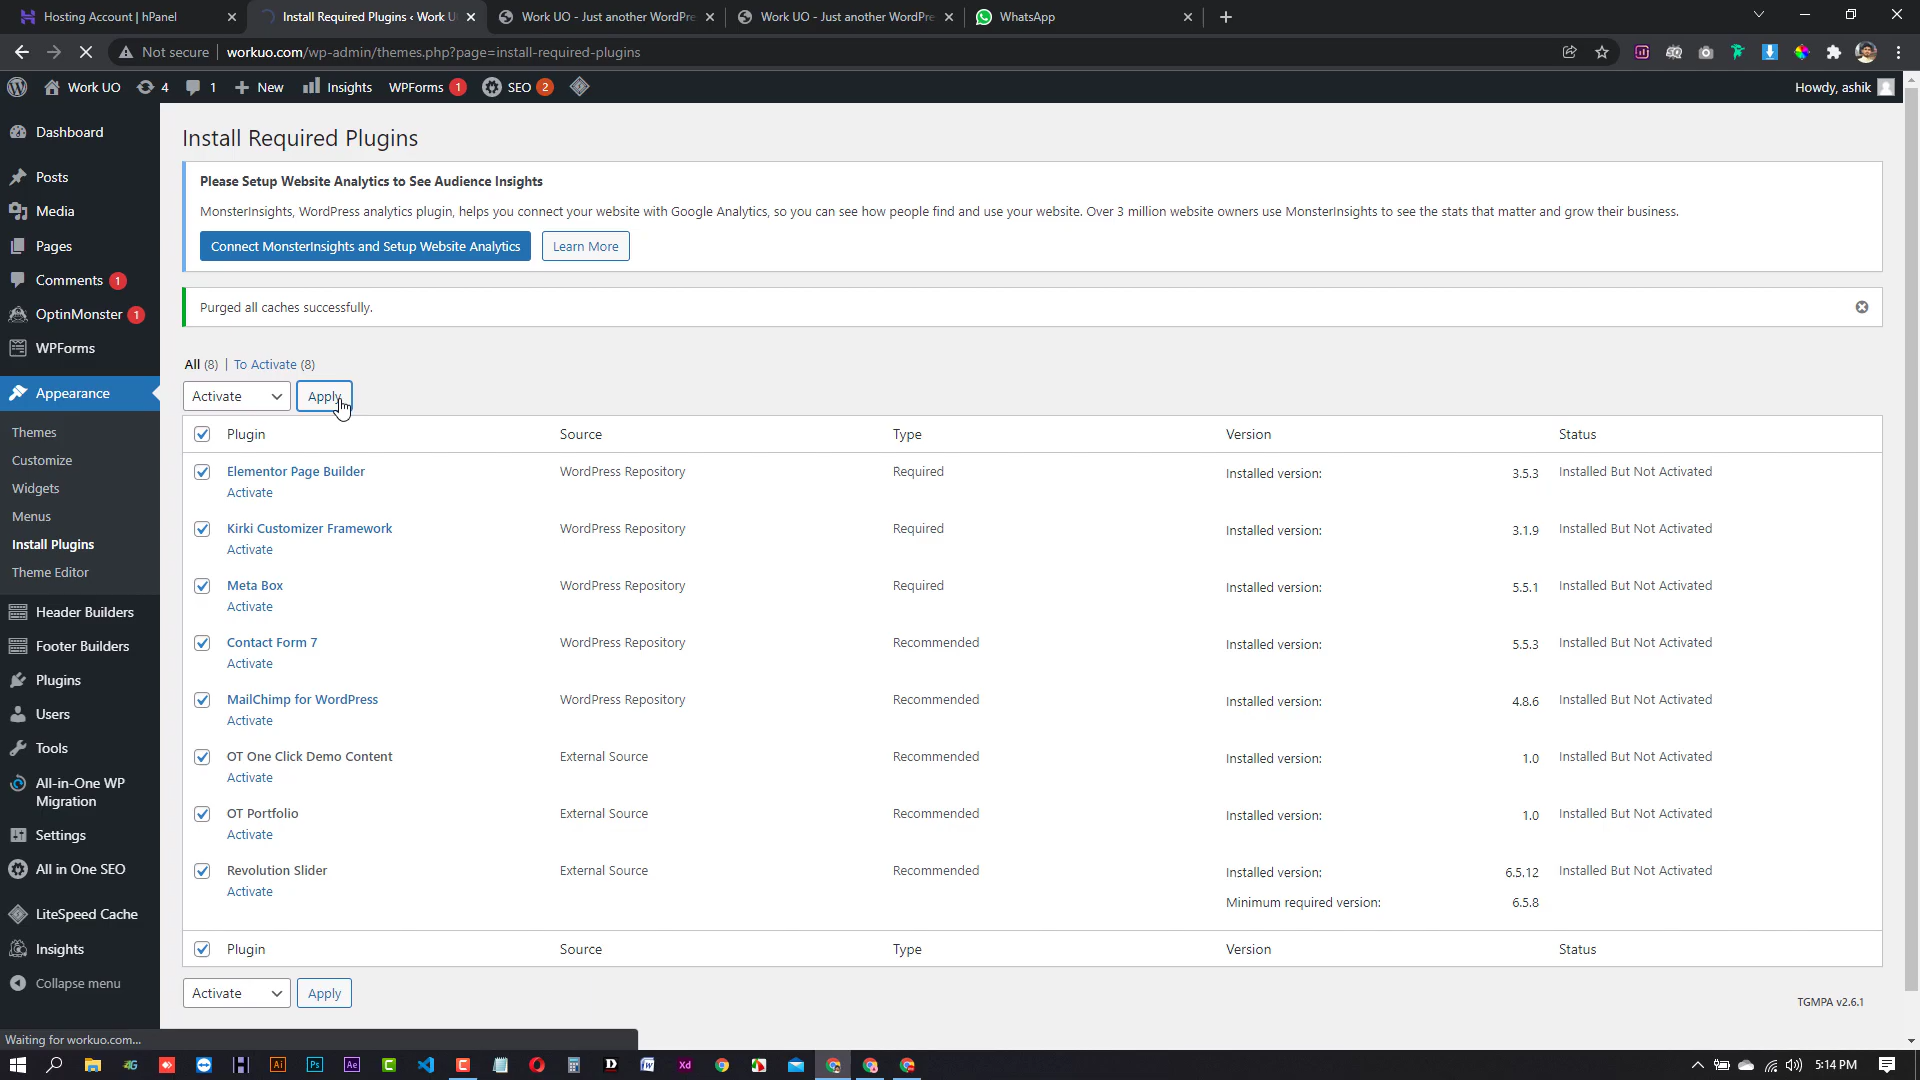 Hosting Account | hPanel
Install Required Plugins ‹ Work U
Work UO - Just another WordPre
Work UO - Just another WordPre
WhatsApp
Not secure
workuo.com/wp-admin/themes.php?page=install-required-plugins
Work UO
4
1
New
Insights
WPForms 1
SEO 2
Howdy, ashik
Dashboard
Posts
Media
Pages
Comments 1
OptinMonster 1
WPForms
Appearance
Themes
Customize
Widgets
Menus
Install Plugins
Theme Editor
Header Builders
Footer Builders
Plugins
Users
Tools
All-in-One WP
Migration
Settings
All in One SEO
LiteSpeed Cache
Insights
Collapse menu
Install Required Plugins
Please Setup Website Analytics to See Audience Insights
MonsterInsights, WordPress analytics plugin, helps you connect your website with Google Analytics, so you can see how people find and use your website. Over 3 million website owners use MonsterInsights to see the stats that matter and grow their business.
Connect MonsterInsights and Setup Website Analytics
Learn More
Purged all caches successfully.
All (8) | To Activate (8)
Activate
Apply
Plugin Source Type Version Status
Elementor Page Builder WordPress Repository Required Installed version: 3.5.3 Installed But Not Activated
Activate
Kirki Customizer Framework WordPress Repository Required Installed version: 3.1.9 Installed But Not Activated
Activate
Meta Box WordPress Repository Required Installed version: 5.5.1 Installed But Not Activated
Activate
Contact Form 7 WordPress Repository Recommended Installed version: 5.5.3 Installed But Not Activated
Activate
MailChimp for WordPress WordPress Repository Recommended Installed version: 4.8.6 Installed But Not Activated
Activate
OT One Click Demo Content External Source Recommended Installed version: 1.0 Installed But Not Activated
Activate
OT Portfolio External Source Recommended Installed version: 1.0 Installed But Not Activated
Activate
Revolution Slider External Source Recommended Installed version: 6.5.12 Installed But Not Activated
Activate
Minimum required version: 6.5.8
Plugin Source Type Version Status
Activate
Apply
TGMPA v2.6.1
Waiting for workuo.com...
5:14 PM